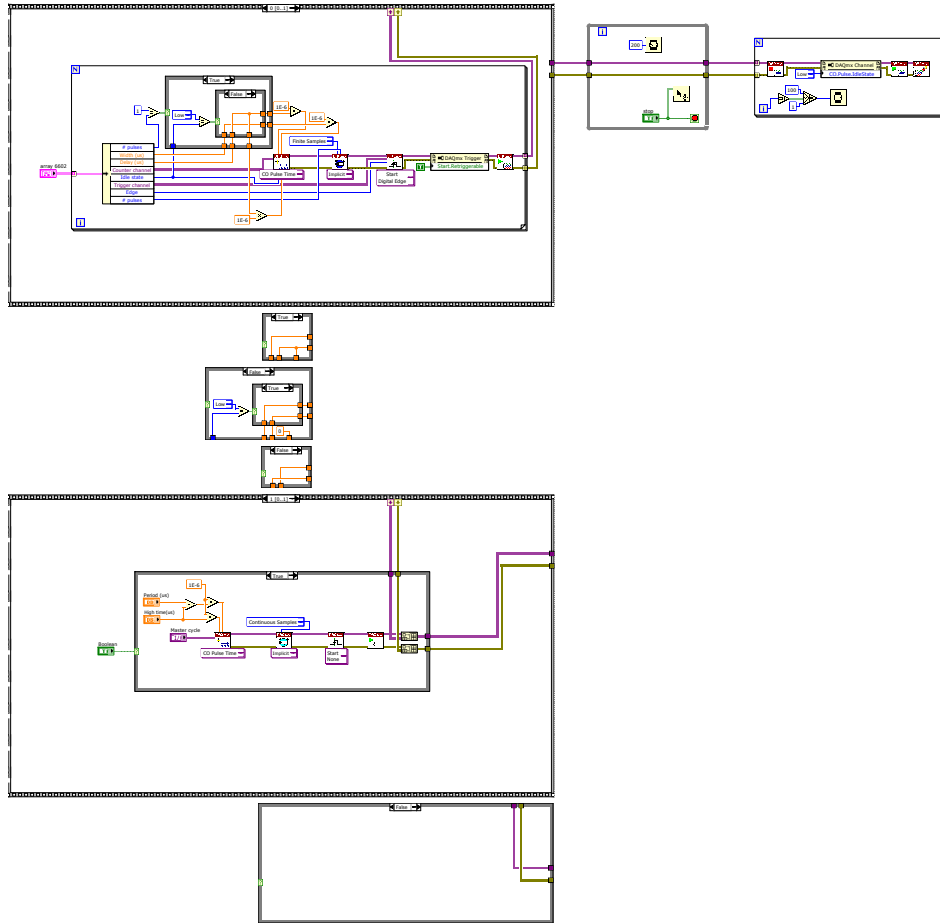 0 [0..1]
N
True
False
1
Low
1E-6
1E-6
Finite Samples
# pulses
Width (us)
Delay (us)
Counter channel
Idle state
Trigger channel
Edge
# pulses
array 6602
CO Pulse Time
Implicit
Start
Digital Edge
DAQmx Trigger
Start.Retriggerable
1E-6
i
i
300
stop
N
DAQmx Channel
CO.Pulse.IdleState
Low
100
1
i
True
False
True
Low
0
False
1 [0..1]
True
1E-6
Period (us)
High time(us)
Continuous Samples
Master cycle
Boolean
CO Pulse Time
Implicit
Start
None
False